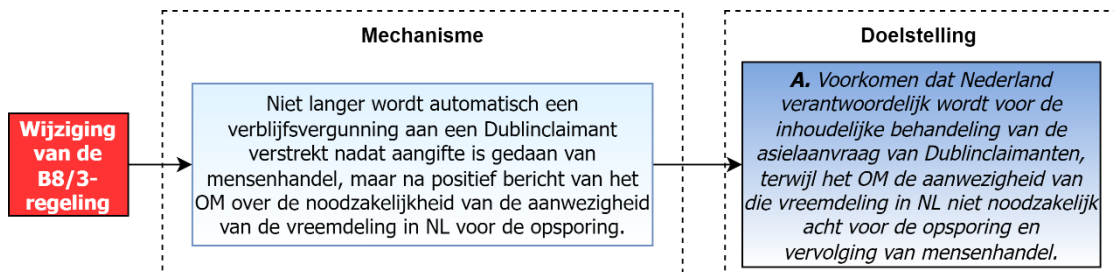 Mechanisme
Doelstelling
Wijziging
van de
B8/3-
regeling
Niet langer wordt automatisch een
verblijfsvergunning aan een Dublinclaimant
verstrekt nadat aangifte is gedaan van
mensenhandel, maar na positief bericht van het
OM over de noodzakelijkheid van de aanwezigheid
van de vreemdeling in NL voor de opsporing.
A. Voorkomen dat Nederland
verantwoordelijk wordt voor de
inhoudelijke behandeling van de
asielaanvraag van Dublinclaimanten,
terwijl het OM de aanwezigheid van
die vreemdeling in NL niet noodzakelijk
acht voor de opsporing en
vervolging van mensenhandel.